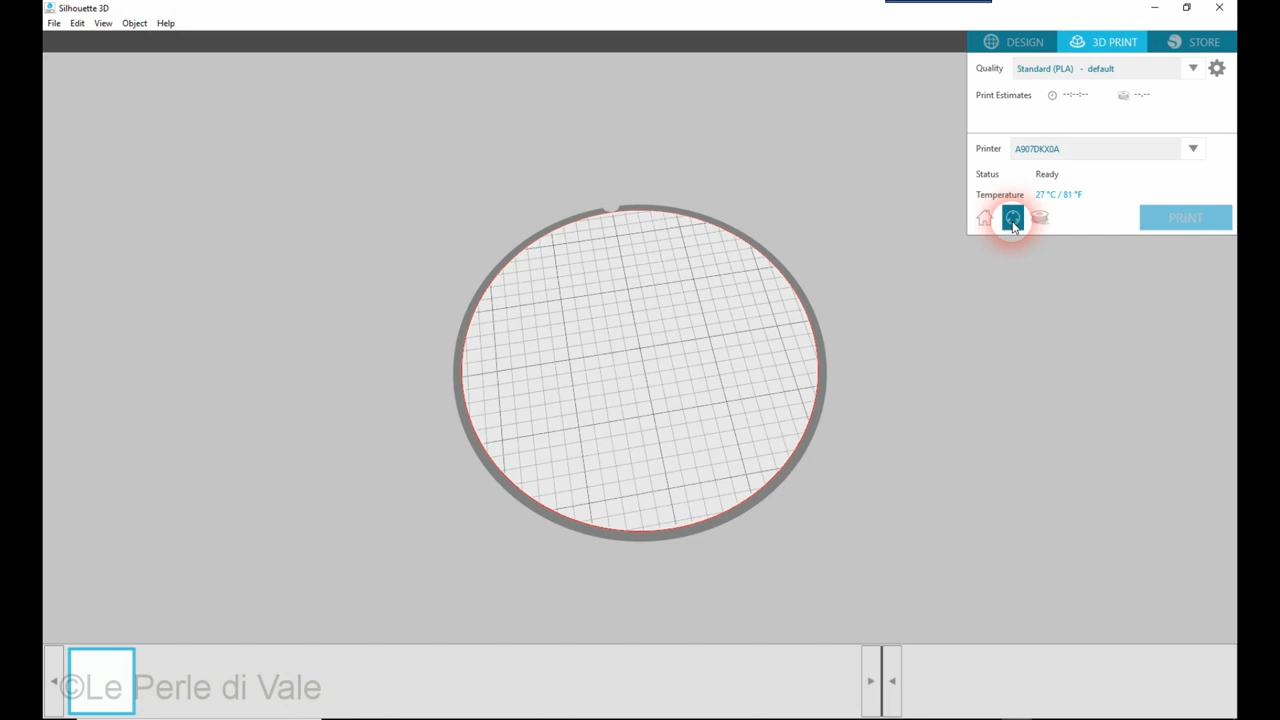 Silhouette 3D
File Edit View Object Help
DESIGN 3D PRINT STORE
Quality Standard (PLA) - default
Print Estimates --:--:-- --.--
Printer A907DKX0A
Status Ready
Temperature 27 °C / 81 °F
PRINT
©Le Perle di Vale